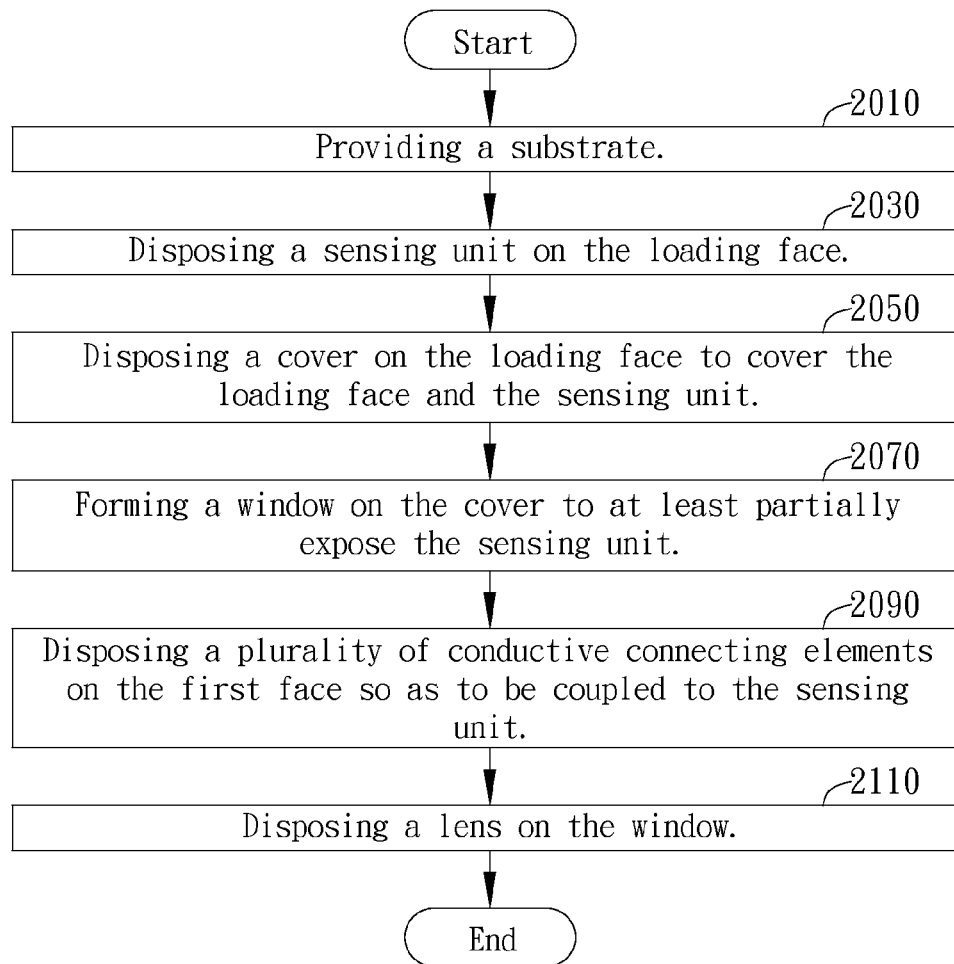 Start
2010
Providing a substrate.
2030
Disposing a sensing unit on the loading face.
2050
Disposing a cover on the loading face to cover the
loading face and the sensing unit.
2070
Forming a window on the cover to at least partially
expose the sensing unit.
2090
Disposing a plurality of conductive connecting elements
on the first face so as to be coupled to the sensing
unit.
2110
Disposing a lens on the window.
End